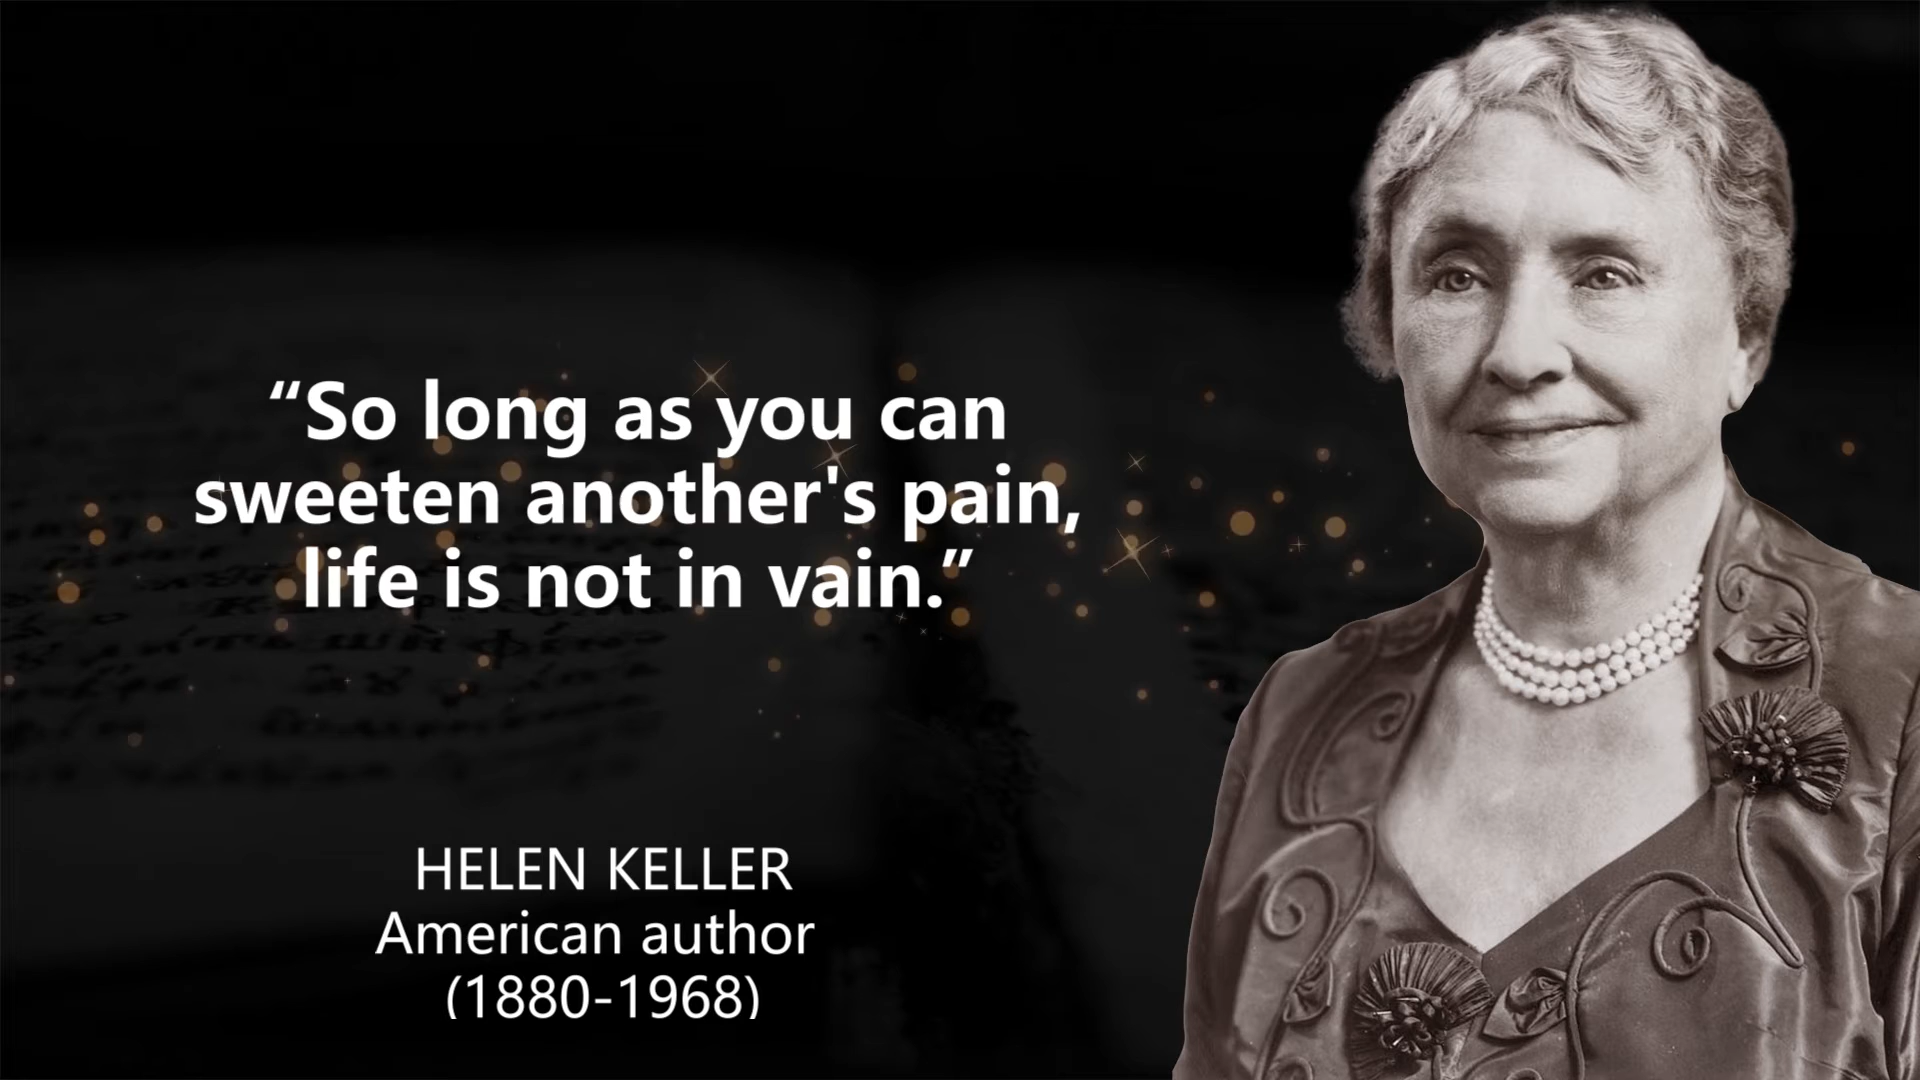 “So long as you can
sweeten another's pain,
life is not in vain.”
HELEN KELLER
American author
(1880-1968)